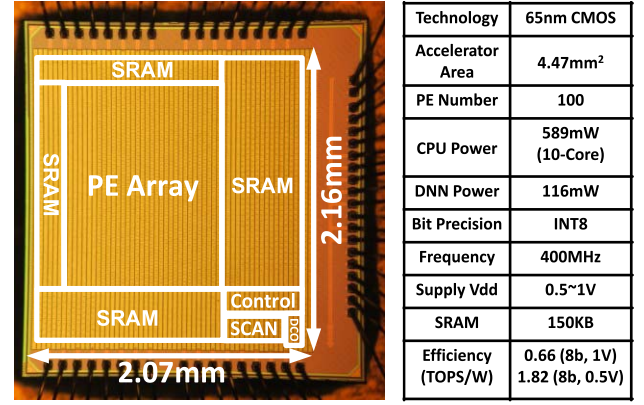 SRAM
SRAM
PE Array
SRAM
SRAM
Control
SCAN
DCO
2.16mm
2.07mm
Technology 65nm CMOS
Accelerator Area 4.47mm²
PE Number 100
CPU Power 589mW
(10-Core)
DNN Power 116mW
Bit Precision INT8
Frequency 400MHz
Supply Vdd 0.5~1V
SRAM 150KB
Efficiency 0.66 (8b, 1V)
(TOPS/W) 1.82 (8b, 0.5V)